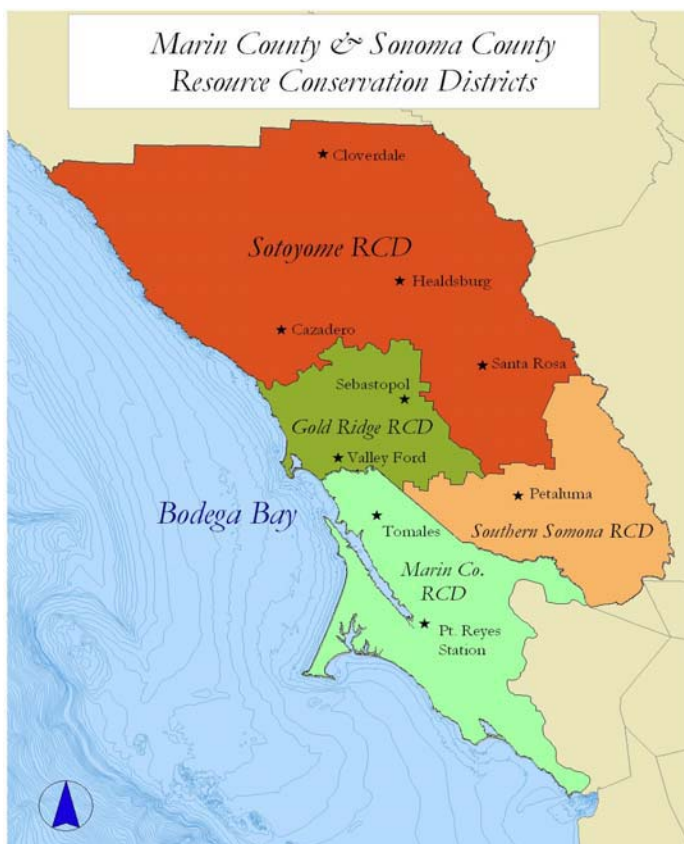 Marin County & Sonoma County
Resource Conservation Districts
Cloverdale
Sotoyome RCD
Healdsburg
Cazadero
Santa Rosa
Sebastopol
Gold Ridge RCD
Valley Ford
Petaluma
Bodega Bay
Tomales
Southern Somona RCD
Marin Co.
RCD
Pt. Reyes
Station